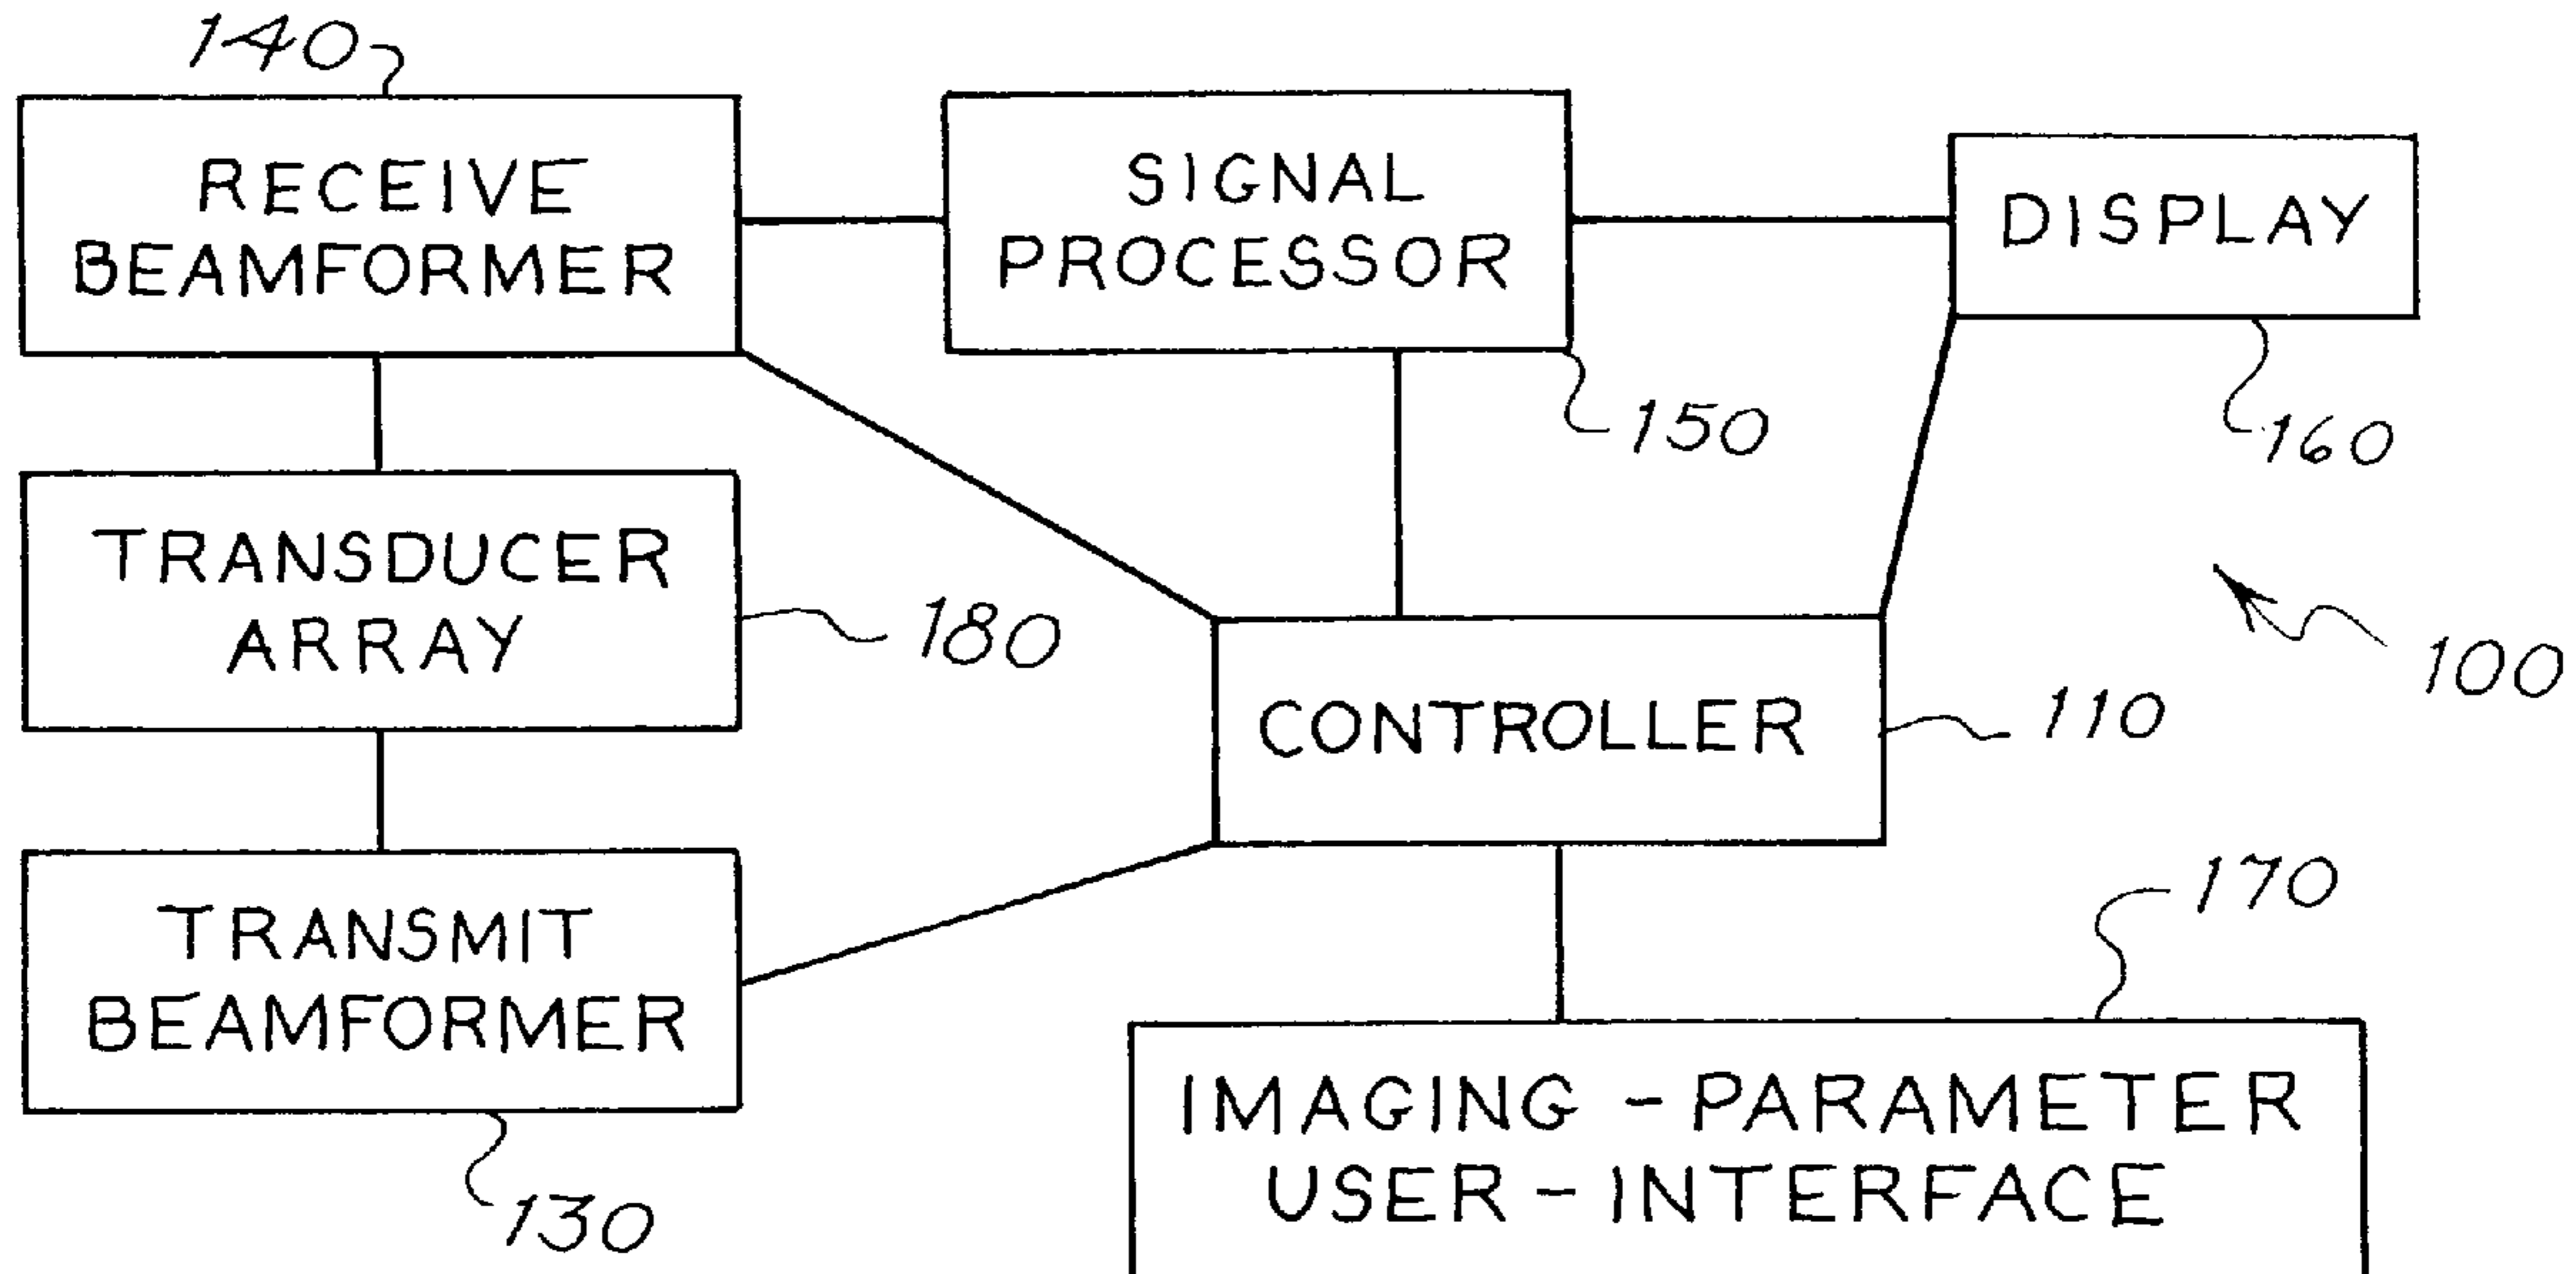 140
RECEIVE
BEAMFORMER
SIGNAL
PROCESSOR
150
DISPLAY
160
TRANSDUCER
ARRAY
180
100
CONTROLLER
110
TRANSMIT
BEAMFORMER
130
170
IMAGING - PARAMETER
USER - INTERFACE